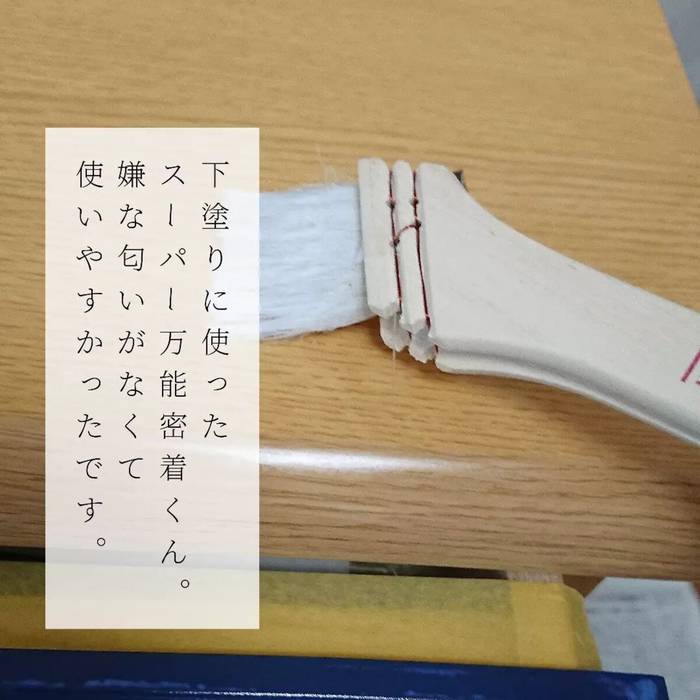 下塗りに使った
スーパー万能密着くん。
嫌な匂いがなくて
使いやすかったです。